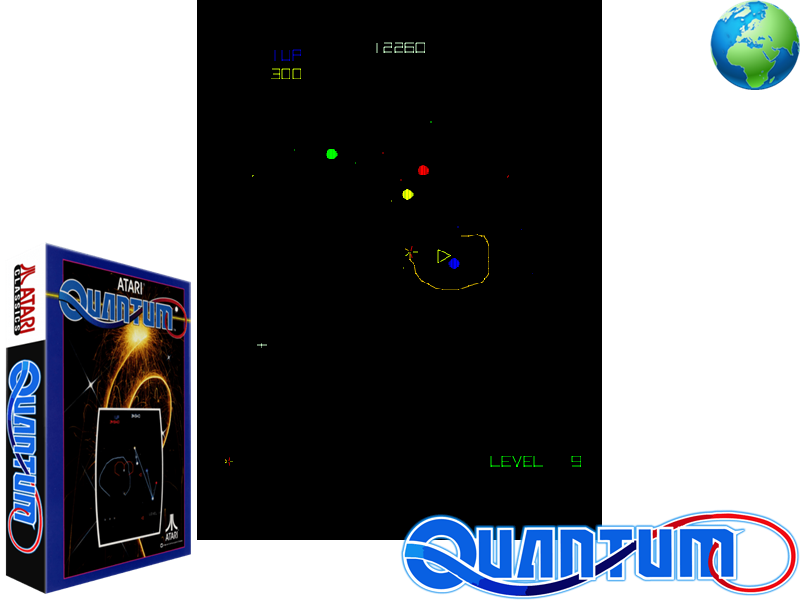 12260
1UP
300
LEVEL 9
ATARI
QUANTUM
ATARI
CLASSICS
QUANTUM
ATARI
QUANTUM